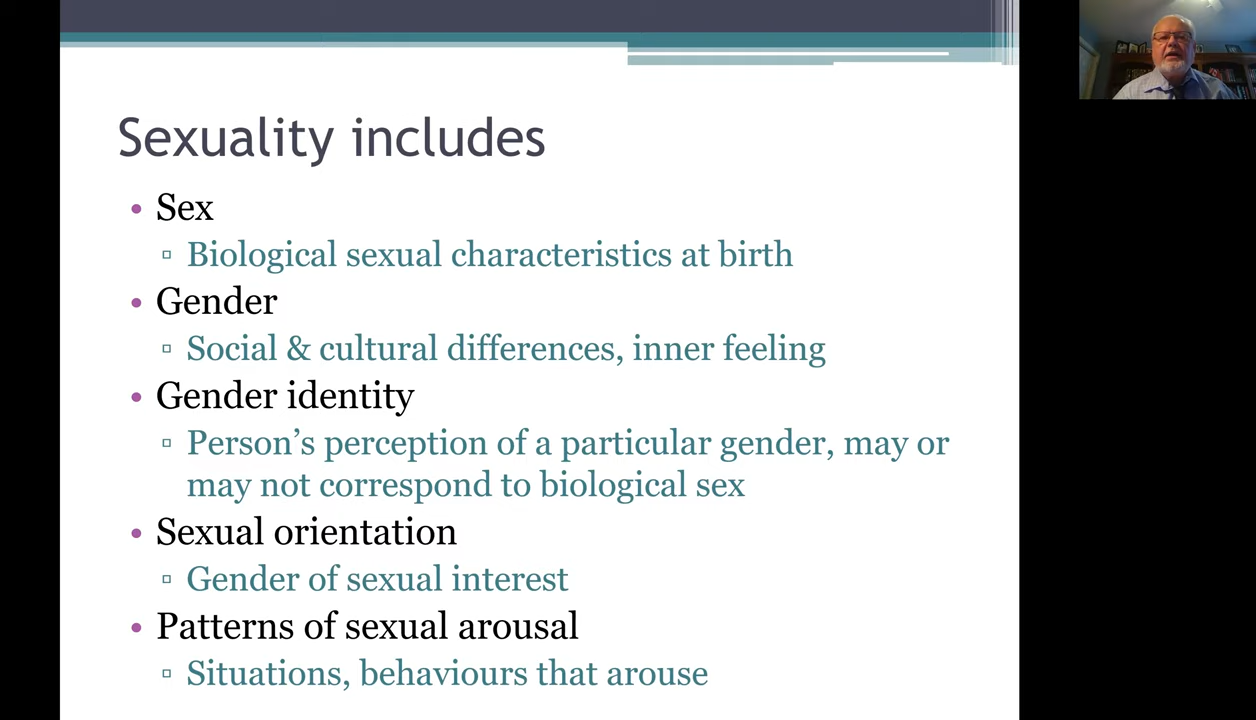 Sexuality includes
• Sex
▫ Biological sexual characteristics at birth
• Gender
▫ Social & cultural differences, inner feeling
• Gender identity
▫ Person’s perception of a particular gender, may or
may not correspond to biological sex
• Sexual orientation
▫ Gender of sexual interest
• Patterns of sexual arousal
▫ Situations, behaviours that arouse